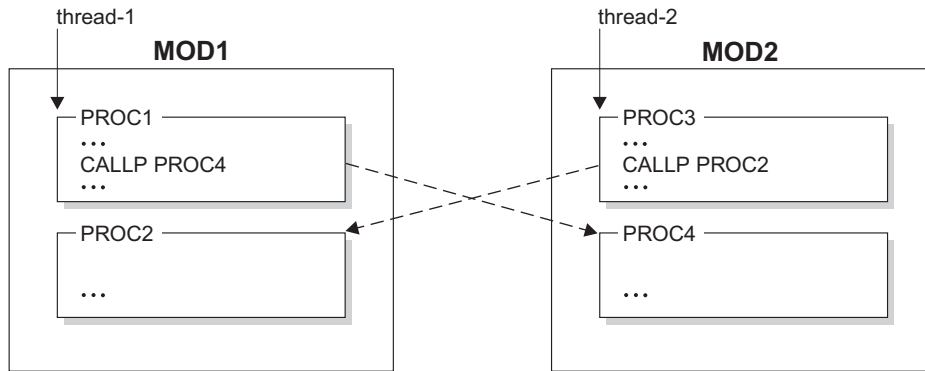 thread-1
MOD1
PROC1
...
CALLP PROC4
...
PROC2
...
thread-2
MOD2
PROC3
...
CALLP PROC2
...
PROC4
...